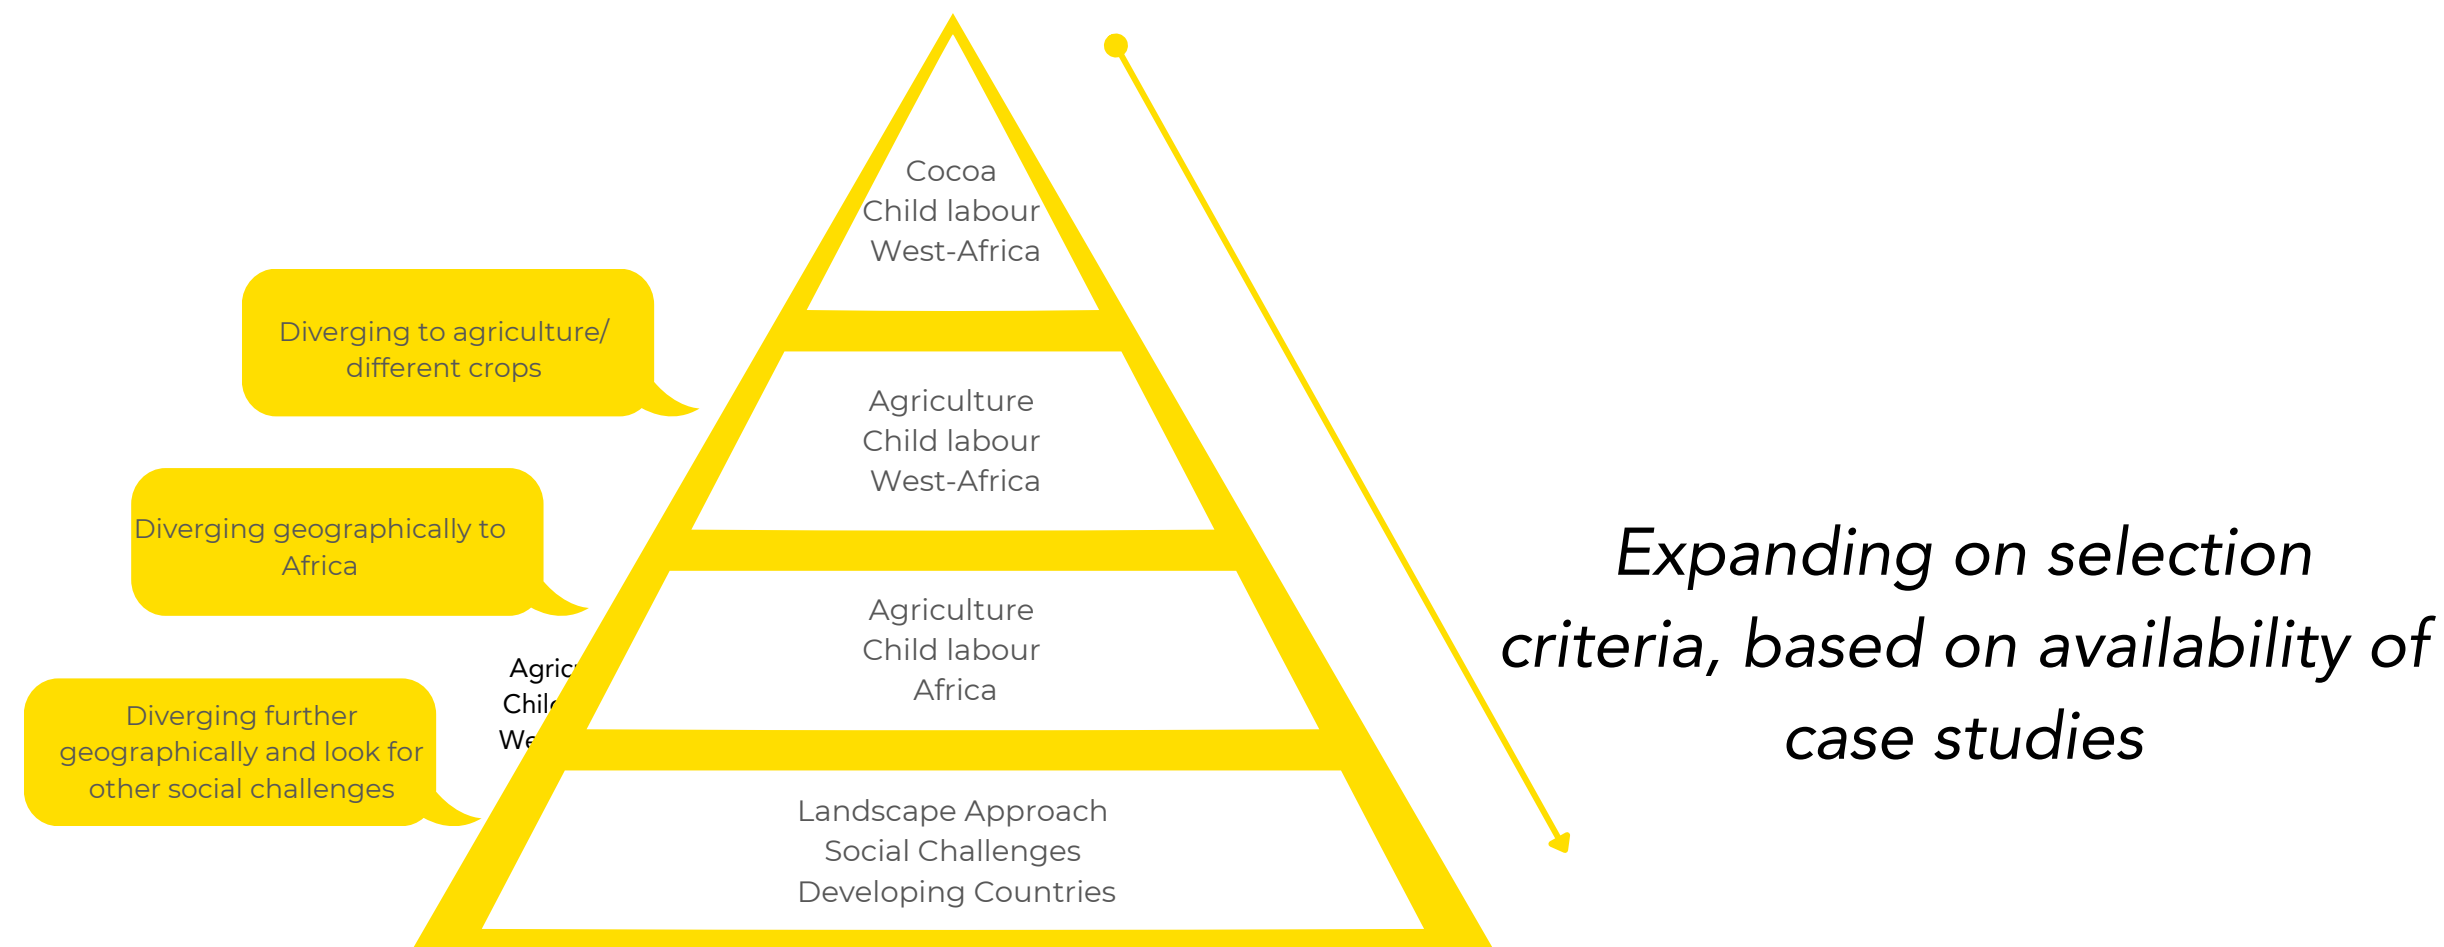 Cocoa
Child labour
West-Africa
Diverging to agriculture/
different crops
Agriculture
Child labour
West-Africa
Diverging geographically to
Africa
Agriculture
Child labour
Africa
Diverging further
geographically and look for
other social challenges
Landscape Approach
Social Challenges
Developing Countries
Expanding on selection
criteria, based on availability of
case studies